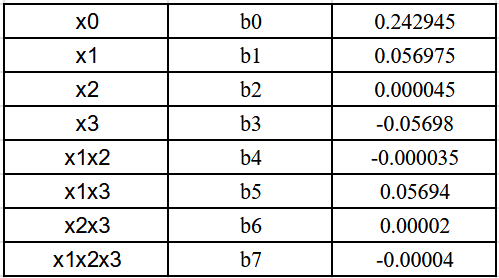 x0 b0 0.242945
x1 b1 0.056975
x2 b2 0.000045
x3 b3 -0.05698
x1x2 b4 -0.000035
x1x3 b5 0.05694
x2x3 b6 0.00002
x1x2x3 b7 -0.00004